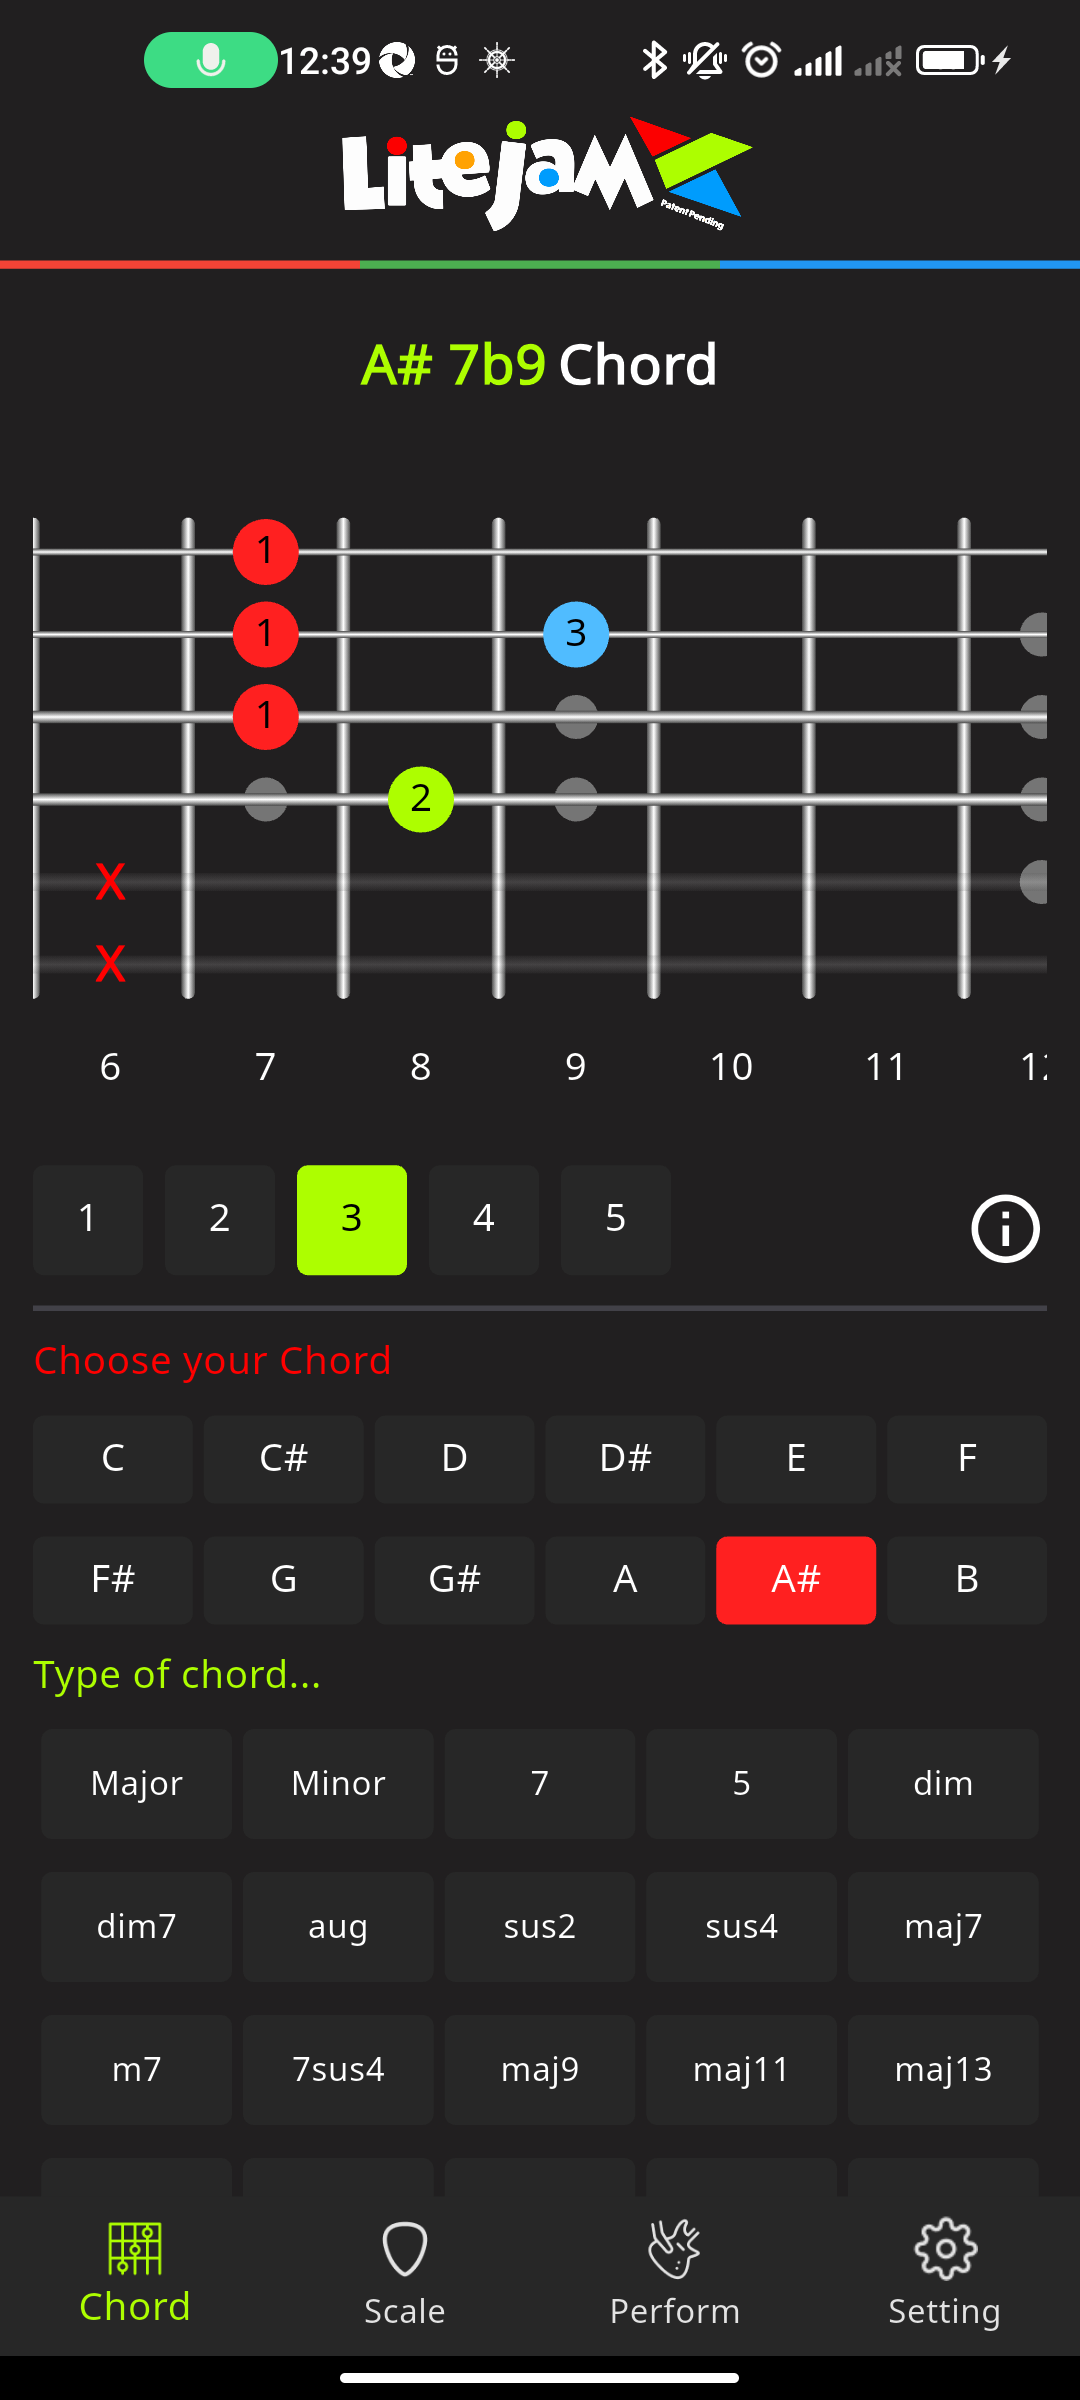 12:39
LiteJam
Patent Pending
A# 7b9 Chord
1
1 3
1
2
X
X
6 7 8 9 10 11 12
1 2 3 4 5
Choose your Chord
C C# D D# E F
F# G G# A A# B
Type of chord...
Major Minor 7 5 dim
dim7 aug sus2 sus4 maj7
m7 7sus4 maj9 maj11 maj13
Chord Scale Perform Setting